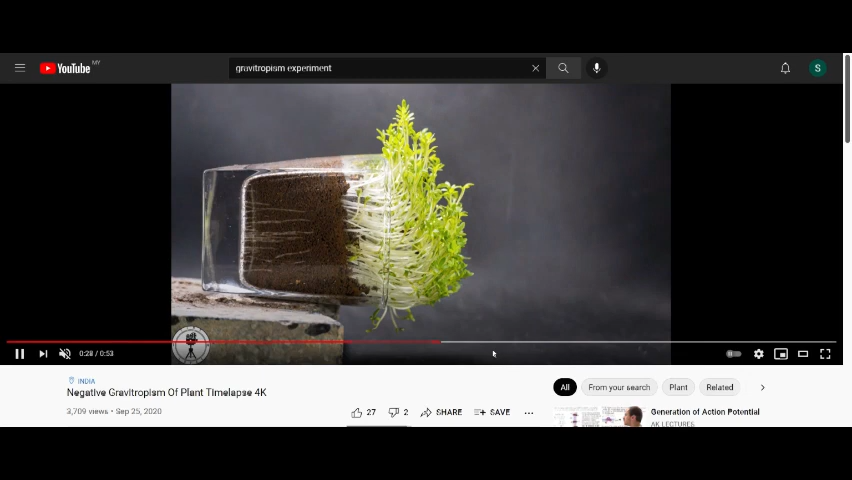 YouTube MY
gravitropism experiment
S
0:28 / 0:53
INDIA
Negative Gravitropism Of Plant Timelapse 4K
3,709 views • Sep 25, 2020
27
2
SHARE
SAVE
All
From your search
Plant
Related
Generation of Action Potential
AK LECTURES